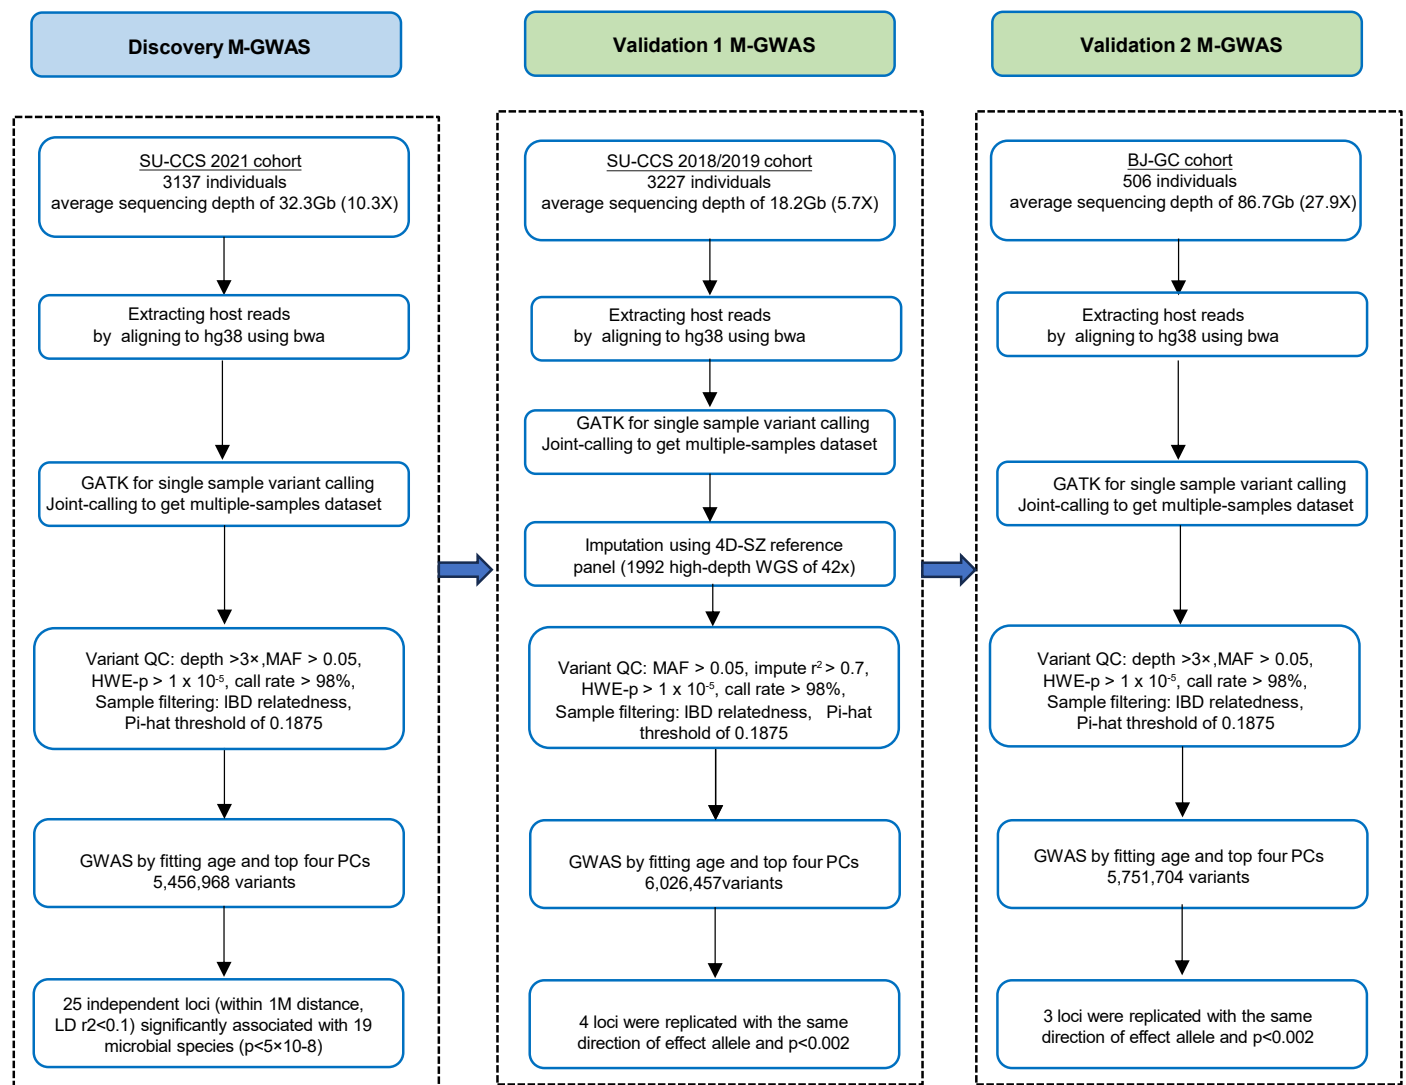 Discovery M-GWAS
SU-CCS 2021 cohort
3137 individuals
average sequencing depth of 32.3Gb (10.3X)
Extracting host reads
by aligning to hg38 using bwa
GATK for single sample variant calling
Joint-calling to get multiple-samples dataset
Variant QC: depth >3×,MAF > 0.05,
HWE-p > 1 x 10⁻⁵, call rate > 98%,
Sample filtering: IBD relatedness,
Pi-hat threshold of 0.1875
GWAS by fitting age and top four PCs
5,456,968 variants
25 independent loci (within 1M distance,
LD r2<0.1) significantly associated with 19
microbial species (p<5×10-8)
Validation 1 M-GWAS
SU-CCS 2018/2019 cohort
3227 individuals
average sequencing depth of 18.2Gb (5.7X)
Extracting host reads
by aligning to hg38 using bwa
GATK for single sample variant calling
Joint-calling to get multiple-samples dataset
Imputation using 4D-SZ reference
panel (1992 high-depth WGS of 42x)
Variant QC: MAF > 0.05, impute r² > 0.7,
HWE-p > 1 x 10⁻⁵, call rate > 98%,
Sample filtering: IBD relatedness, Pi-hat
threshold of 0.1875
GWAS by fitting age and top four PCs
6,026,457variants
4 loci were replicated with the same
direction of effect allele and p<0.002
Validation 2 M-GWAS
BJ-GC cohort
506 individuals
average sequencing depth of 86.7Gb (27.9X)
Extracting host reads
by aligning to hg38 using bwa
GATK for single sample variant calling
Joint-calling to get multiple-samples dataset
Variant QC: depth >3×,MAF > 0.05,
HWE-p > 1 x 10⁻⁵, call rate > 98%,
Sample filtering: IBD relatedness,
Pi-hat threshold of 0.1875
GWAS by fitting age and top four PCs
5,751,704 variants
3 loci were replicated with the same
direction of effect allele and p<0.002